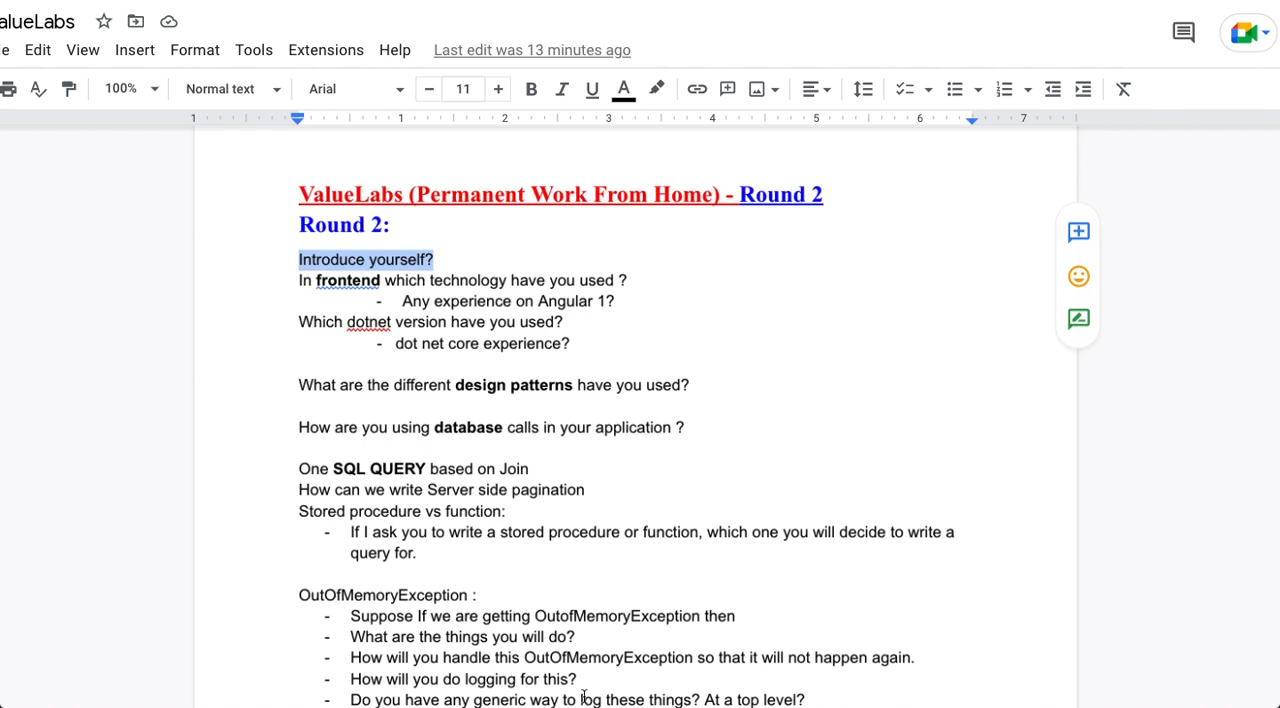 alueLabs
e Edit View Insert Format Tools Extensions Help Last edit was 13 minutes ago
100% Normal text Arial 11 B I U A
1 1 2 3 4 5 6 7
ValueLabs (Permanent Work From Home) - Round 2
Round 2:
Introduce yourself?
In frontend which technology have you used ?
- Any experience on Angular 1?
Which dotnet version have you used?
- dot net core experience?
What are the different design patterns have you used?
How are you using database calls in your application ?
One SQL QUERY based on Join
How can we write Server side pagination
Stored procedure vs function:
- If I ask you to write a stored procedure or function, which one you will decide to write a
query for.
OutOfMemoryException :
- Suppose If we are getting OutofMemoryException then
- What are the things you will do?
- How will you handle this OutOfMemoryException so that it will not happen again.
- How will you do logging for this?
- Do you have any generic way to log these things? At a top level?